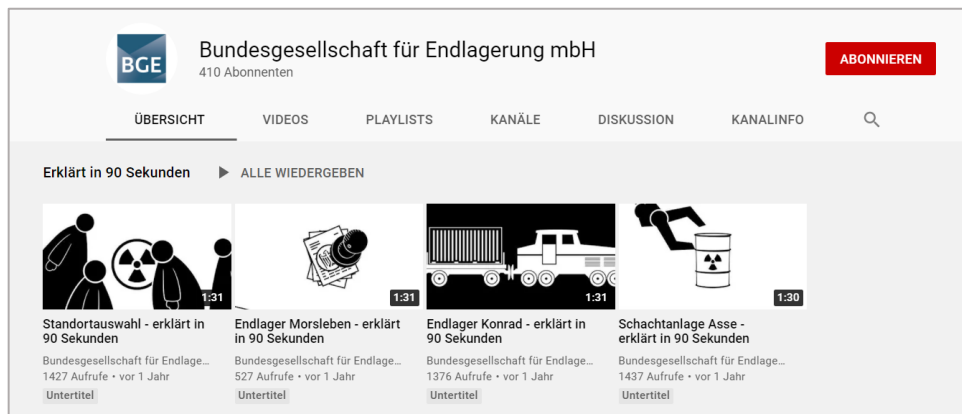 BGE
Bundesgesellschaft für Endlagerung mbH
410 Abonnenten
ABONNIEREN
ÜBERSICHT
VIDEOS
PLAYLISTS
KANÄLE
DISKUSSION
KANALINFO
Erklärt in 90 Sekunden
ALLE WIEDERGEBEN
1:31
Standortauswahl - erklärt in
90 Sekunden
Bundesgesellschaft für Endlage...
1427 Aufrufe • vor 1 Jahr
Untertitel
1:31
Endlager Morsleben - erklärt
in 90 Sekunden
Bundesgesellschaft für Endlage...
527 Aufrufe • vor 1 Jahr
Untertitel
1:31
Endlager Konrad - erklärt in
90 Sekunden
Bundesgesellschaft für Endlage...
1376 Aufrufe • vor 1 Jahr
Untertitel
1:30
Schachtanlage Asse -
erklärt in 90 Sekunden
Bundesgesellschaft für Endlage...
1437 Aufrufe • vor 1 Jahr
Untertitel